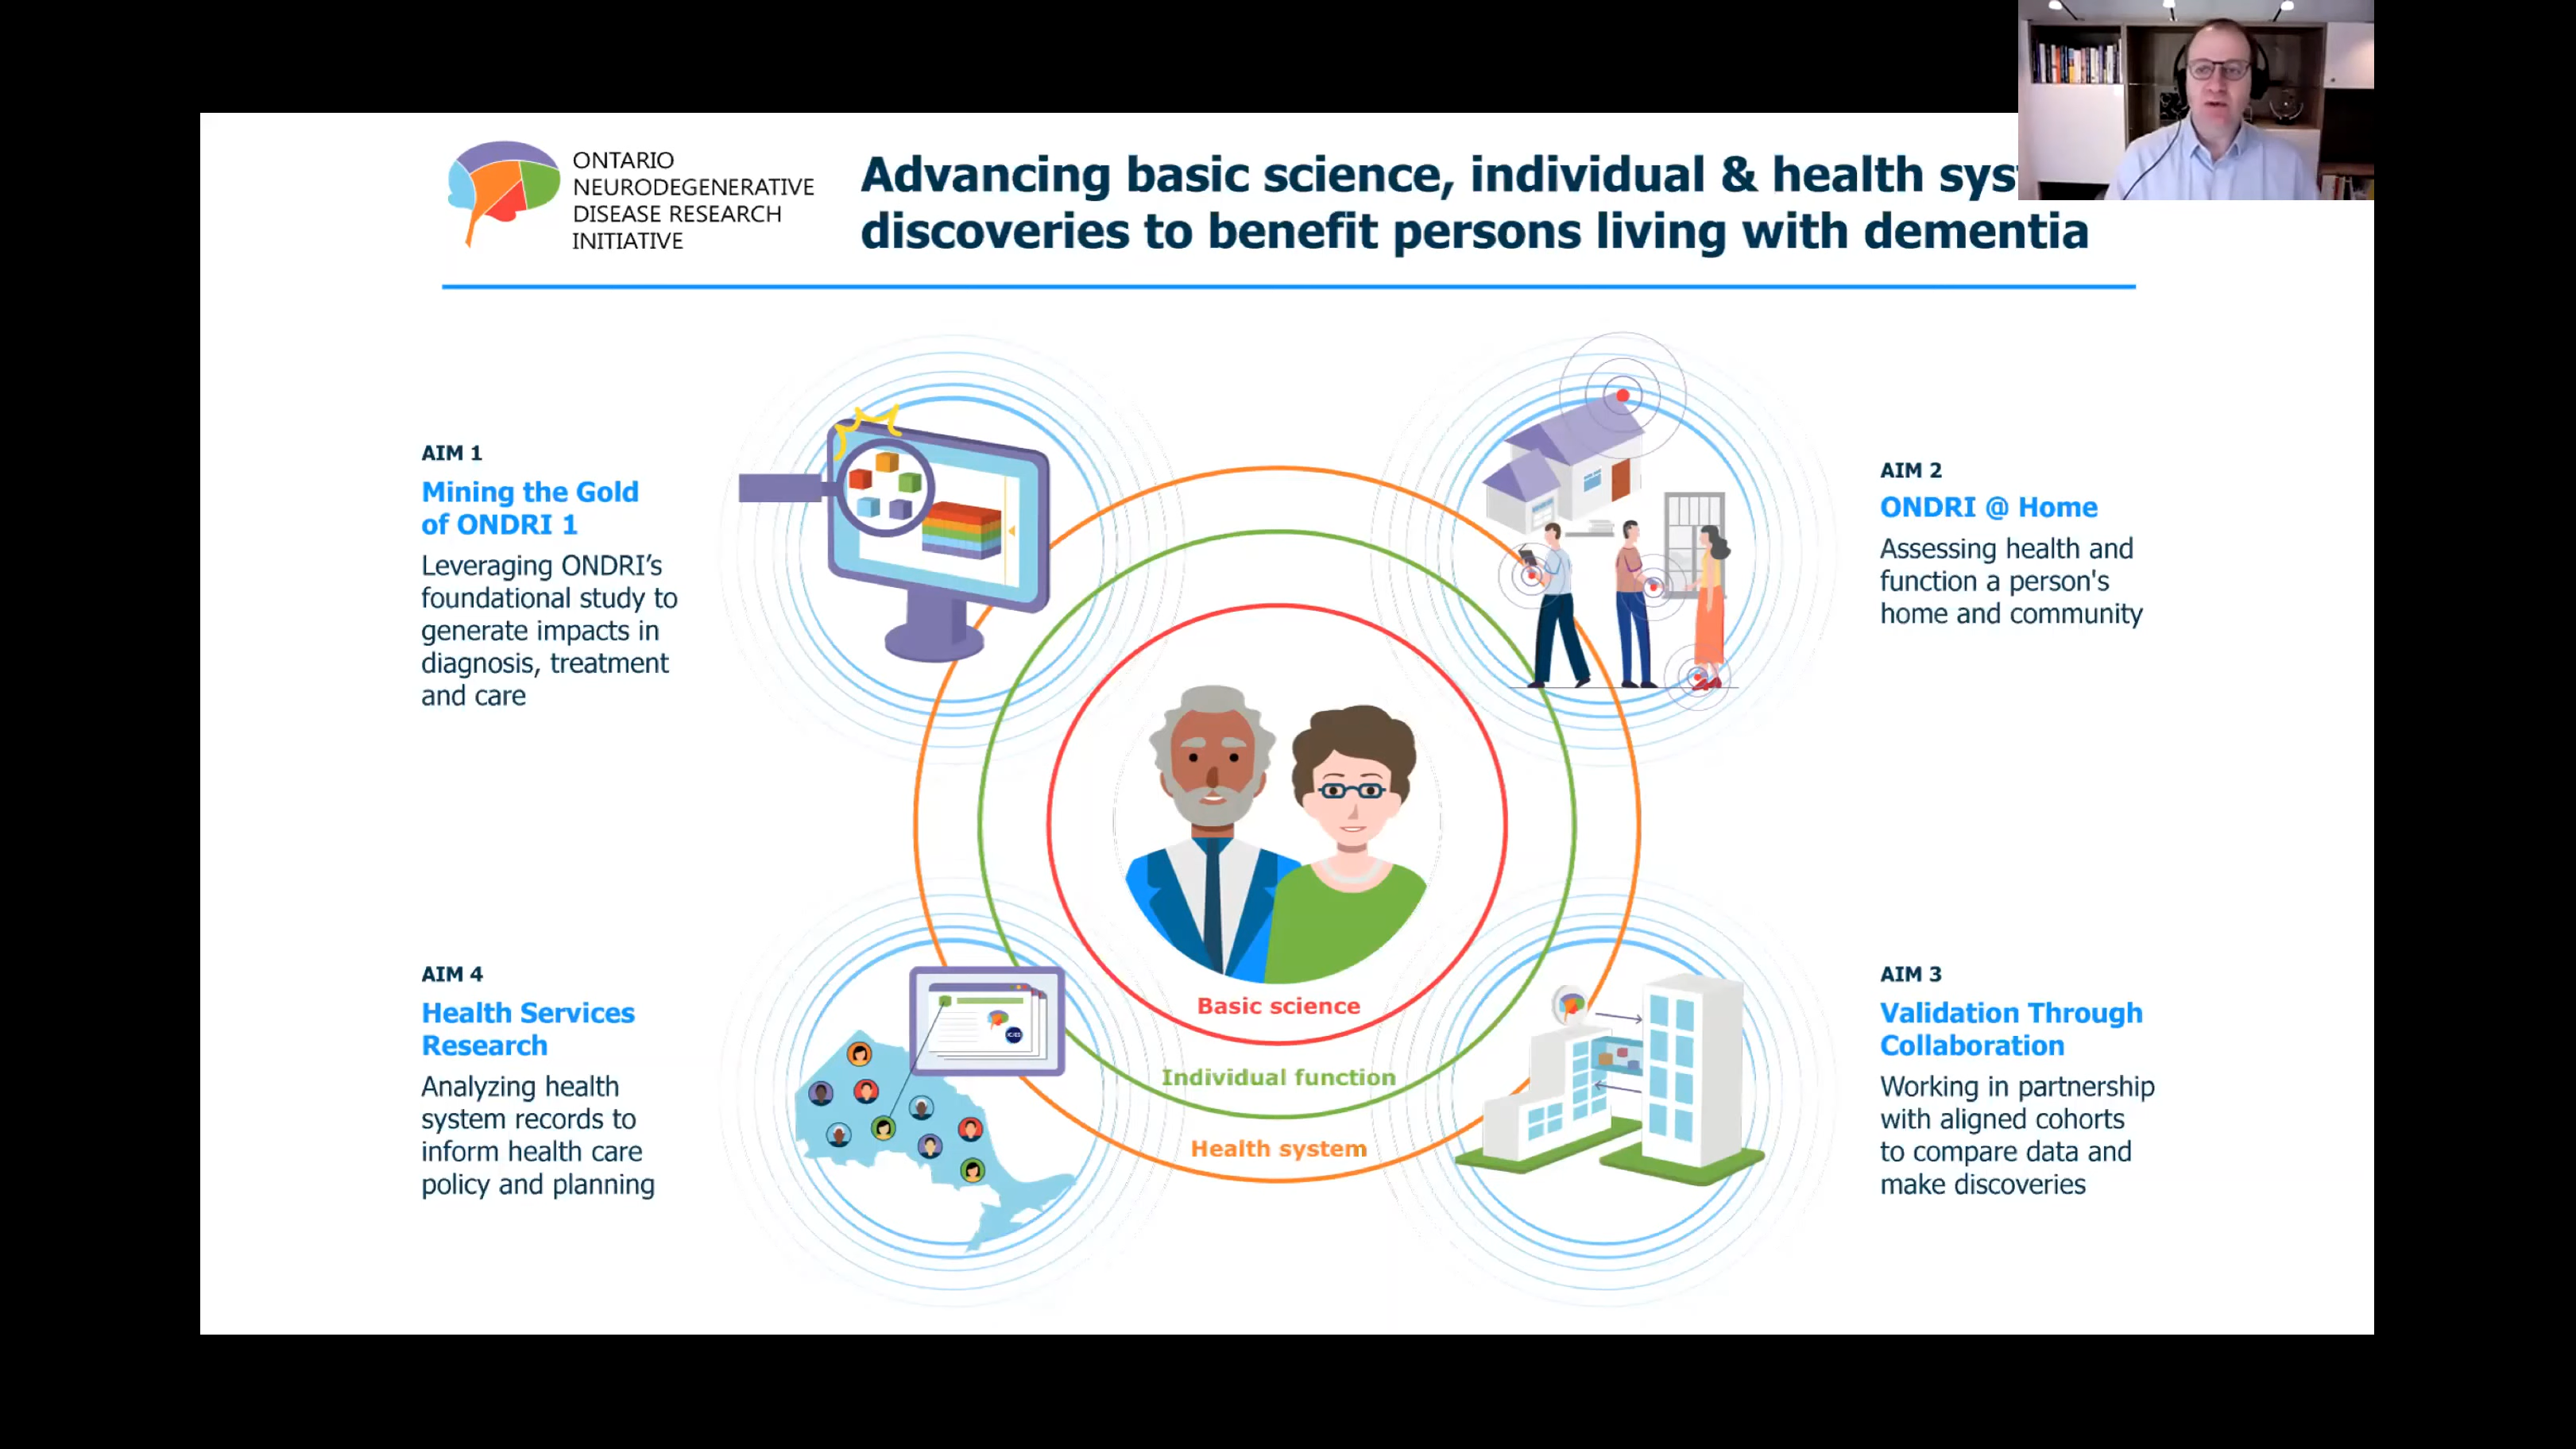 ONTARIO
NEURODEGENERATIVE
DISEASE RESEARCH
INITIATIVE
Advancing basic science, individual & health sys
discoveries to benefit persons living with dementia
AIM 1
Mining the Gold
of ONDRI 1
Leveraging ONDRI’s
foundational study to
generate impacts in
diagnosis, treatment
and care
AIM 2
ONDRI @ Home
Assessing health and
function a person's
home and community
Basic science
Individual function
Health system
AIM 4
Health Services
Research
Analyzing health
system records to
inform health care
policy and planning
AIM 3
Validation Through
Collaboration
Working in partnership
with aligned cohorts
to compare data and
make discoveries